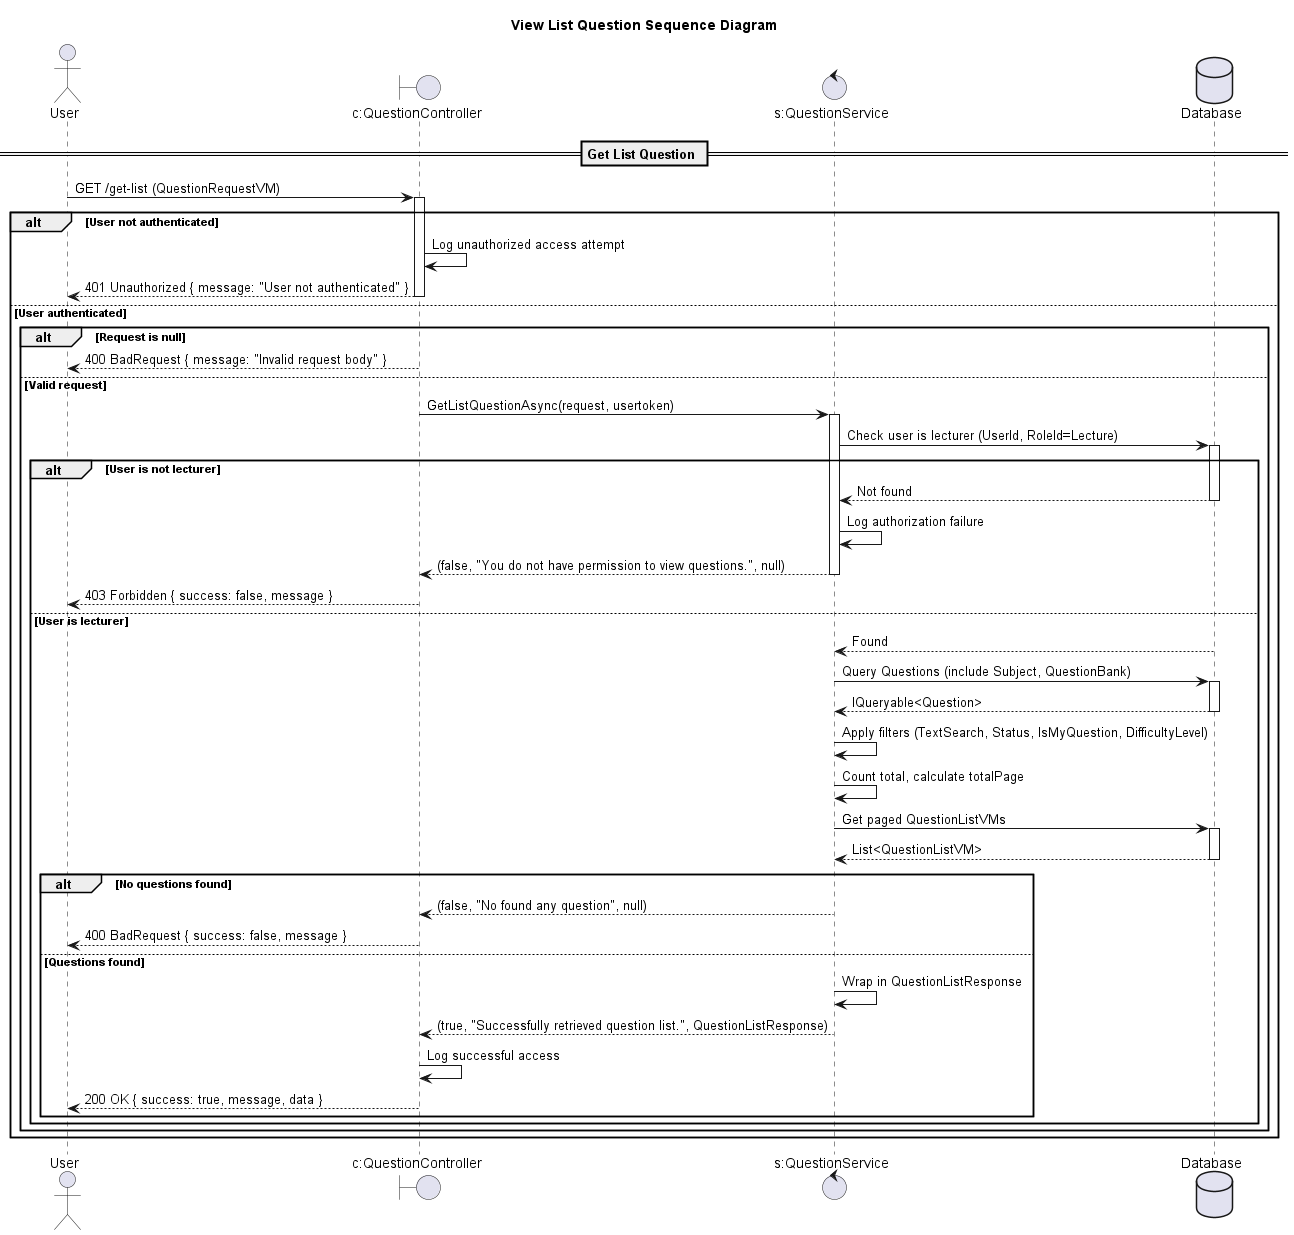 View List Question Sequence Diagram
User
c:QuestionController
s:QuestionService
Database
Get List Question
GET /get-list (QuestionRequestVM)
alt
[User not authenticated]
Log unauthorized access attempt
401 Unauthorized { message: "User not authenticated" }
[User authenticated]
alt
[Request is null]
400 BadRequest { message: "Invalid request body" }
[Valid request]
GetListQuestionAsync(request, usertoken)
Check user is lecturer (UserId, RoleId=Lecture)
alt
[User is not lecturer]
Not found
Log authorization failure
(false, "You do not have permission to view questions.", null)
403 Forbidden { success: false, message }
[User is lecturer]
Found
Query Questions (include Subject, QuestionBank)
IQueryable<Question>
Apply filters (TextSearch, Status, IsMyQuestion, DifficultyLevel)
Count total, calculate totalPage
Get paged QuestionListVMs
List<QuestionListVM>
alt
[No questions found]
(false, "No found any question", null)
400 BadRequest { success: false, message }
[Questions found]
Wrap in QuestionListResponse
(true, "Successfully retrieved question list.", QuestionListResponse)
Log successful access
200 OK { success: true, message, data }
User
c:QuestionController
s:QuestionService
Database